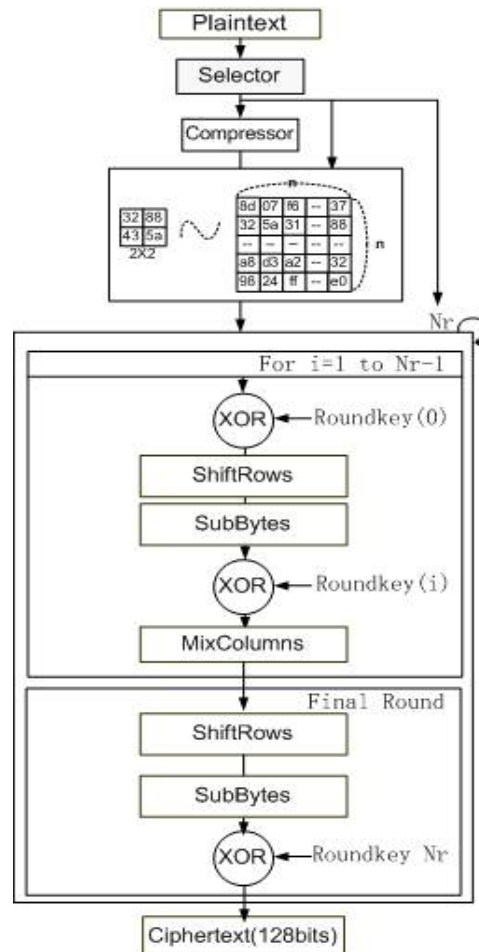 Plaintext
Selector
Compressor
n
32 88
43 5a
2X2
8d 07 f6 -- 37
32 5a 31 -- 88
-- -- -- -- --
a8 d3 a2 -- 32
98 24 ff -- e0
n
Nr
For i=1 to Nr-1
XOR
Roundkey(0)
ShiftRows
SubBytes
XOR
Roundkey(i)
MixColumns
Final Round
ShiftRows
SubBytes
XOR
Roundkey Nr
Ciphertext(128bits)